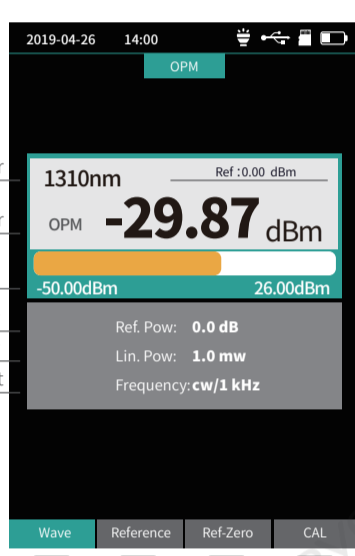 2019-04-26 14:00
OPM
1310nm Ref :0.00 dBm
OPM -29.87 dBm
-50.00dBm 26.00dBm
Ref. Pow: 0.0 dB
Lin. Pow: 1.0 mw
Frequency: cw/1 kHz
Wave Reference Ref-Zero CAL